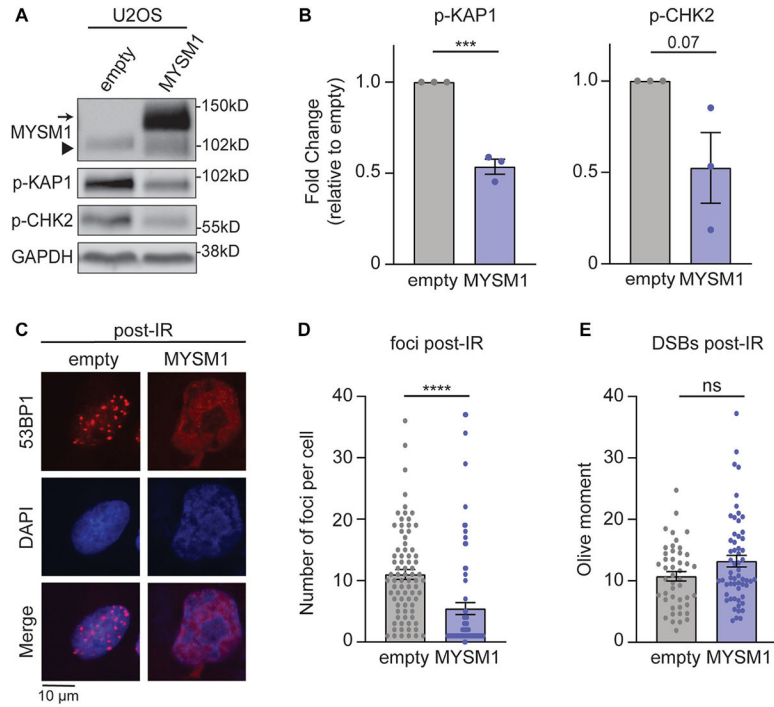 A
U2OS
empty
MYSM1
MYSM1
150kD
102kD
p-KAP1
102kD
p-CHK2
55kD
GAPDH
38kD
B
p-KAP1
Fold Change
(relative to empty)
1.0
0.5
0
***
empty MYSM1
p-CHK2
1.0
0.5
0
0.07
empty MYSM1
C
post-IR
empty
MYSM1
53BP1
DAPI
Merge
10 µm
D
foci post-IR
Number of foci per cell
40
30
20
10
0
****
empty MYSM1
E
DSBs post-IR
Olive moment
40
30
20
10
0
ns
empty MYSM1